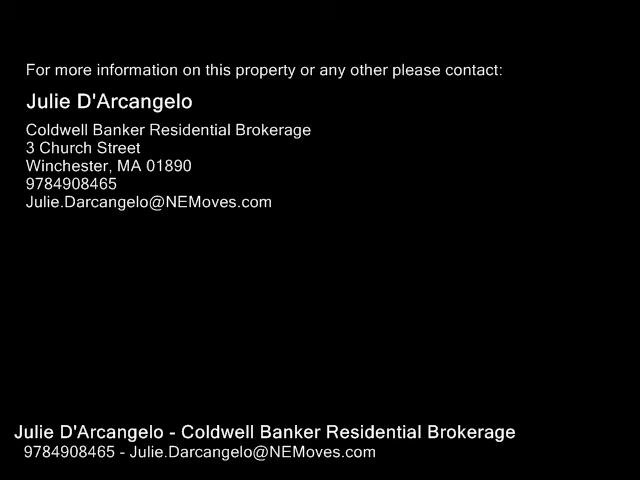 For more information on this property or any other please contact:
Julie D'Arcangelo
Coldwell Banker Residential Brokerage
3 Church Street
Winchester, MA 01890
9784908465
Julie.Darcangelo@NEMoves.com
Julie D'Arcangelo - Coldwell Banker Residential Brokerage
9784908465 - Julie.Darcangelo@NEMoves.com